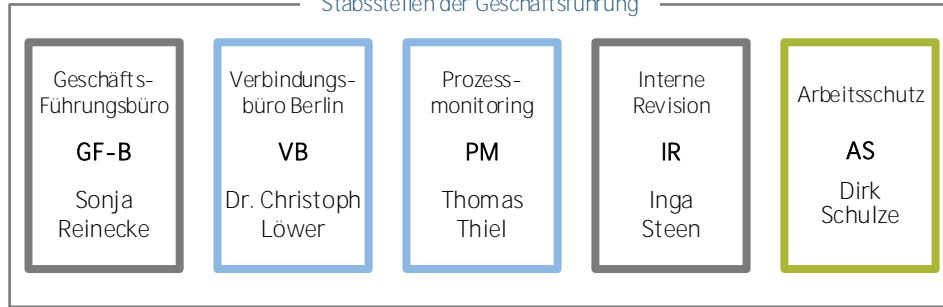 Stabsstellen der Geschäftsführung
Geschäfts-
Führungsbüro
GF-B
Sonja
Reinecke
Verbindungs-
büro Berlin
VB
Dr. Christoph
Löwer
Prozess-
monitoring
PM
Thomas
Thiel
Interne
Revision
IR
Inga
Steen
Arbeitsschutz
AS
Dirk
Schulze